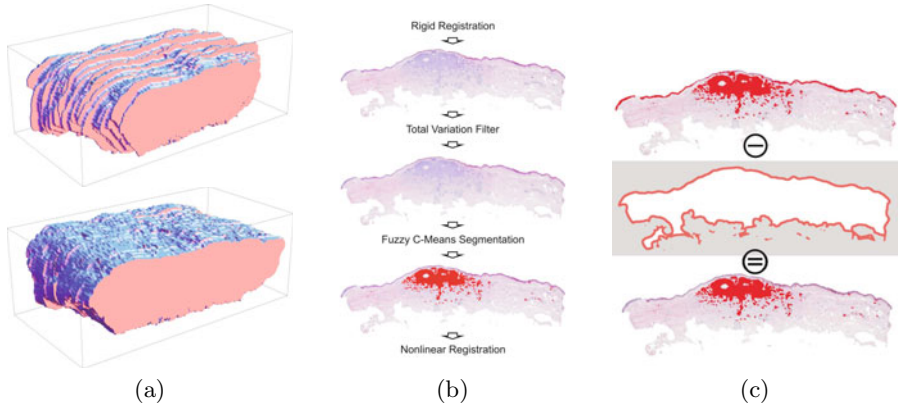 Rigid Registration
Total Variation Filter
Fuzzy C-Means Segmentation
Nonlinear Registration
(a)
(b)
(c)